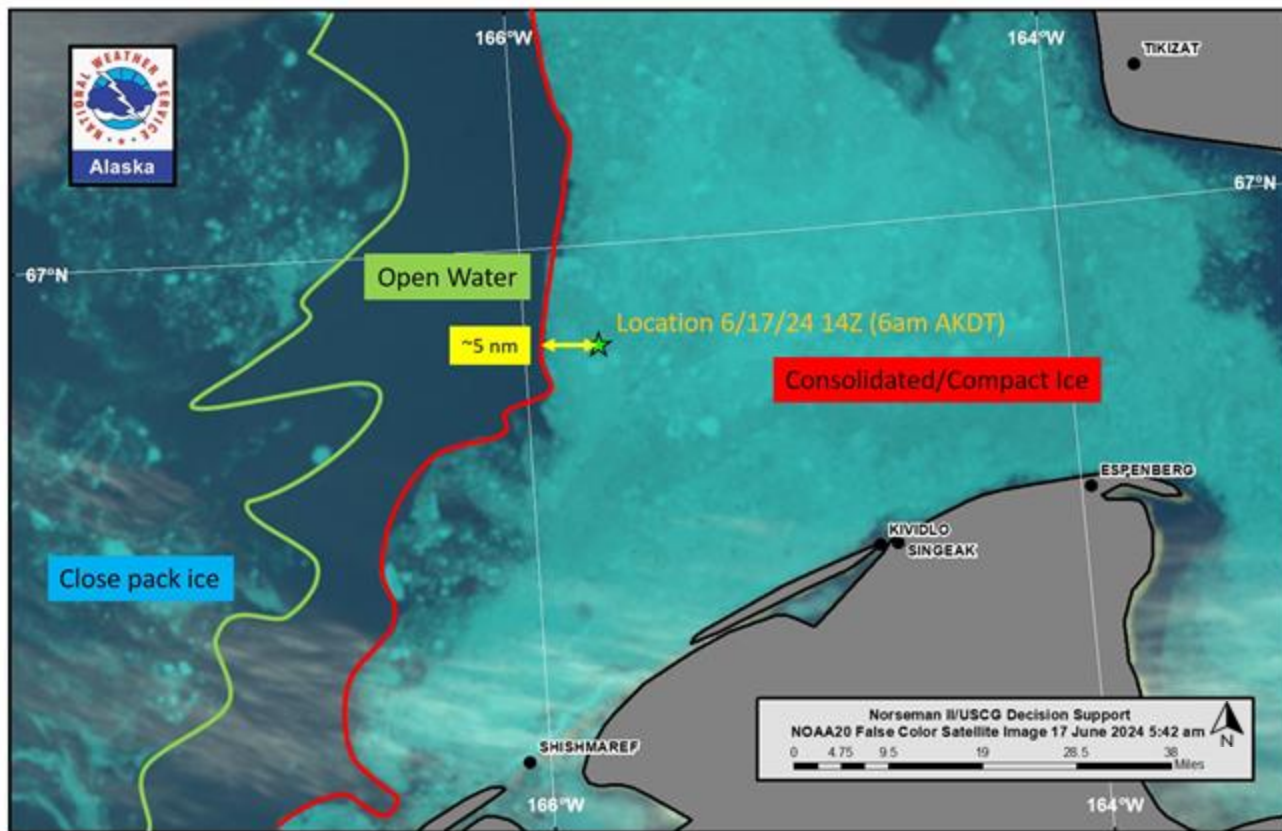 166°W
164°W
TIKIZAT
NATIONAL WEATHER SERVICE
Alaska
67°N
Open Water
67°N
Location 6/17/24 14Z (6am AKDT)
~5 nm
Consolidated/Compact Ice
ESPENBERG
KIVIDLO
SINGEAK
Close pack ice
Norseman II/USCG Decision Support
NOAA20 False Color Satellite Image 17 June 2024 5:42 am
0 4.75 9.5 19 28.5 38
Miles
N
SHISHMAREF
166°W
164°W